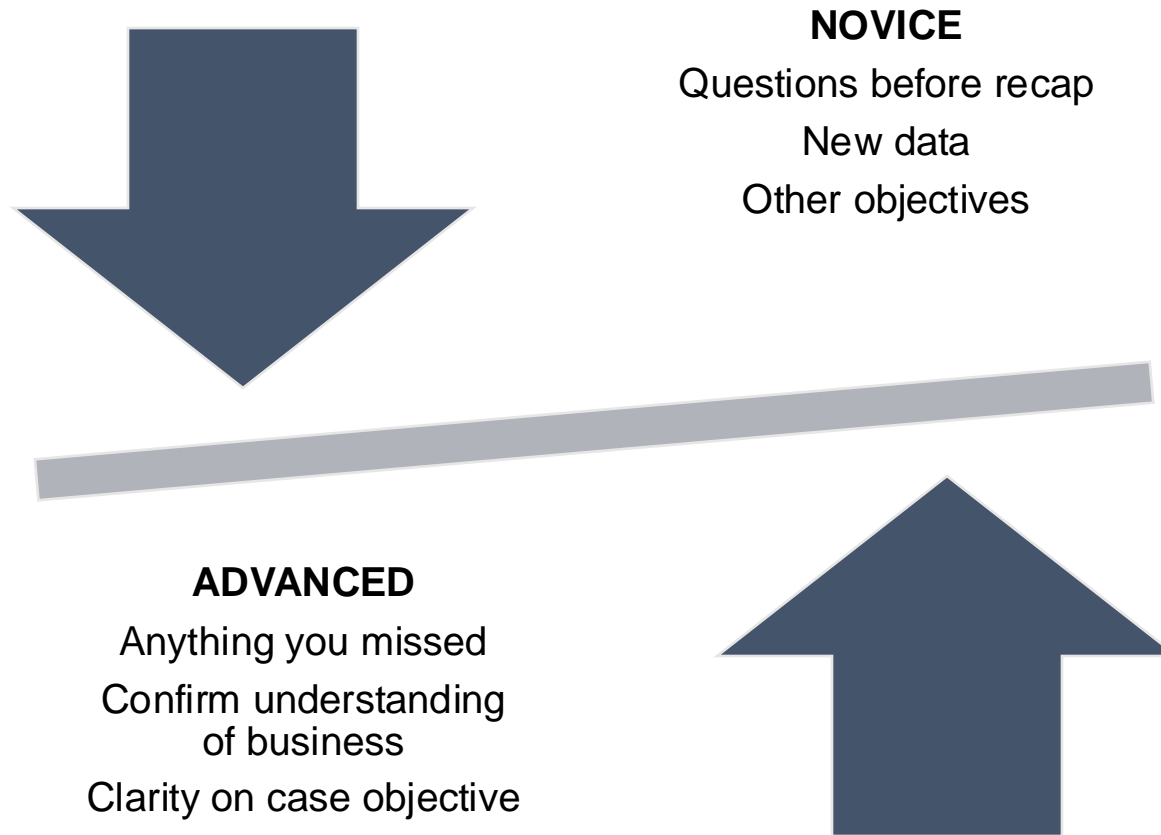 NOVICE
Questions before recap
New data
Other objectives
ADVANCED
Anything you missed
Confirm understanding
of business
Clarity on case objective